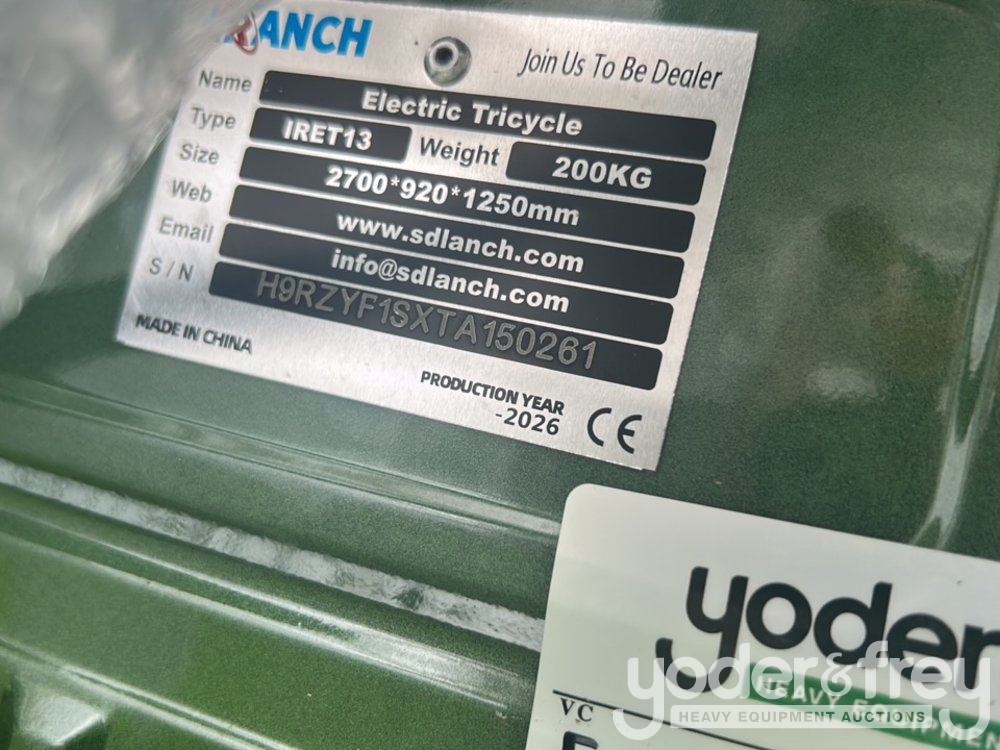 ANCH
Join Us To Be Dealer
Name Electric Tricycle
Type IRET13 Weight 200KG
Size 2700*920*1250mm
Web www.sdlanch.com
Email info@sdlanch.com
S/N H9RZYF1SXTA150261
MADE IN CHINA
PRODUCTION YEAR
-2026
CE
yoder
HEAVY EQUIPMEN
VC
yoder&frey
HEAVY EQUIPMENT AUCTIONS